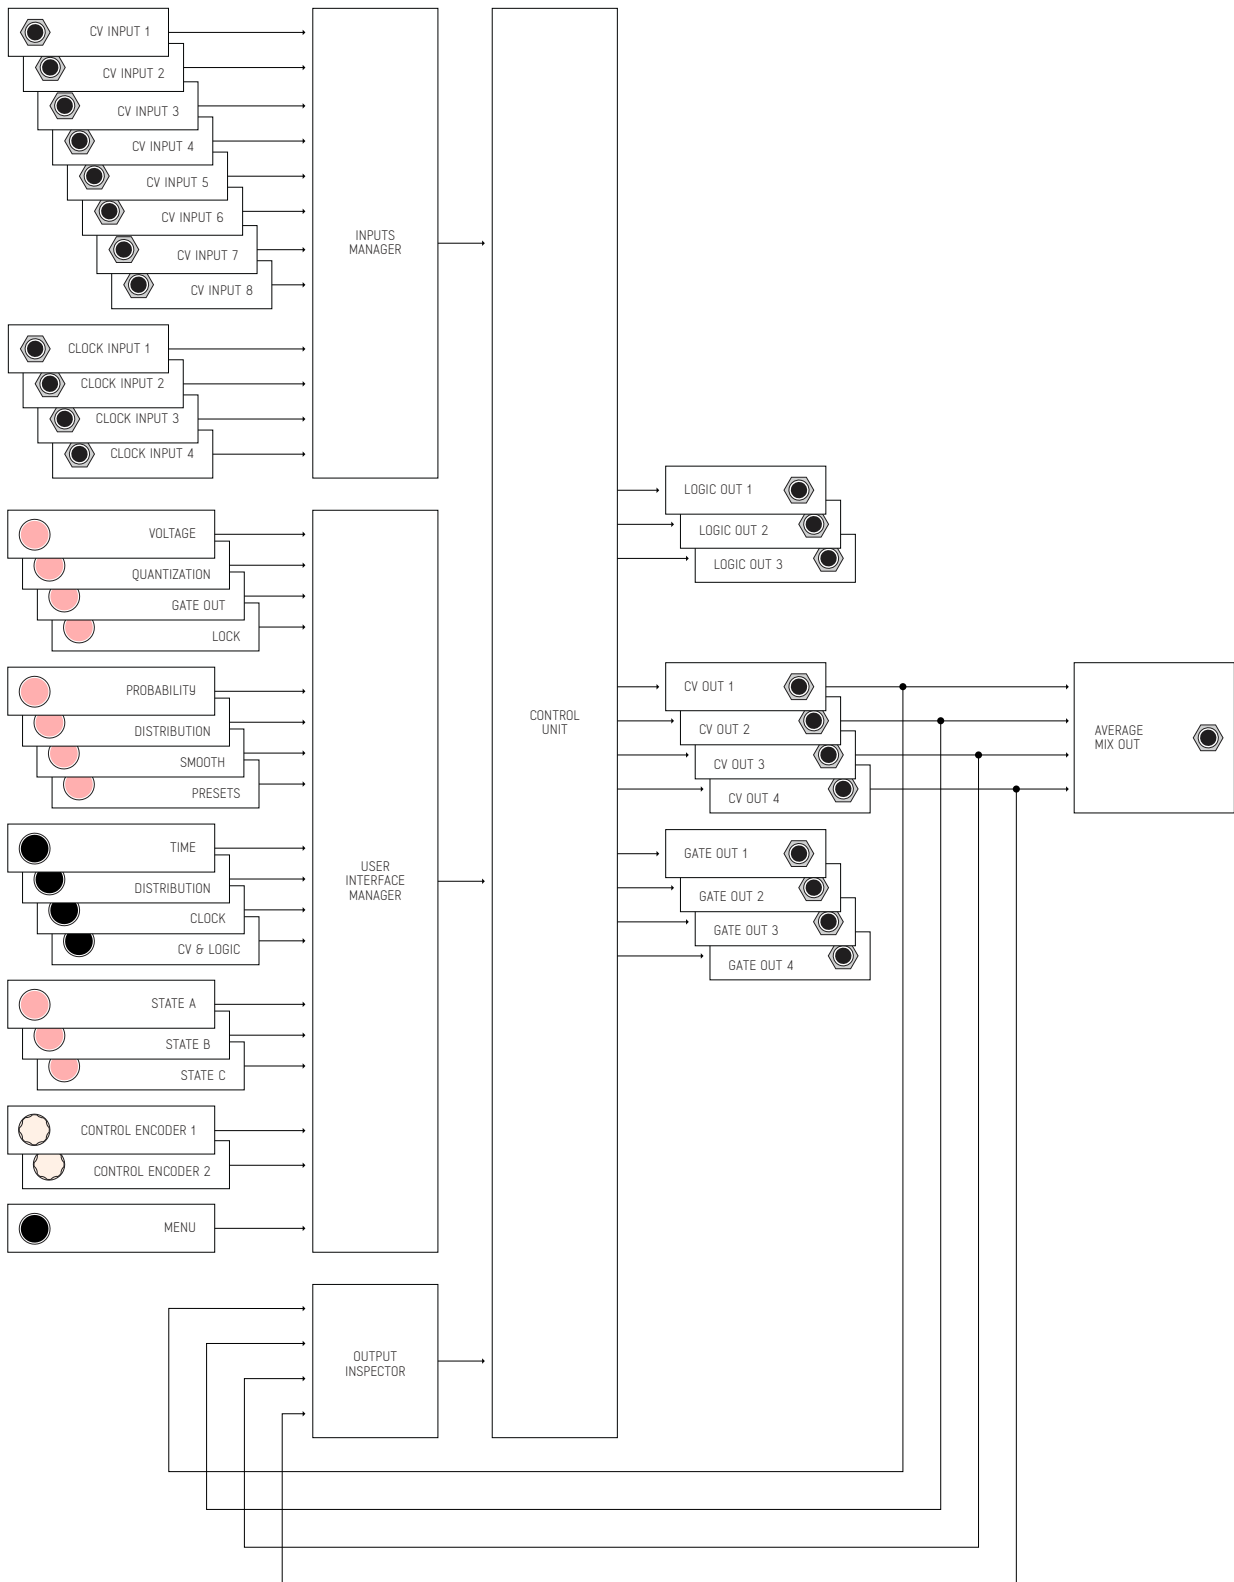 CV INPUT 1
CV INPUT 2
CV INPUT 3
CV INPUT 4
CV INPUT 5
CV INPUT 6
CV INPUT 7
CV INPUT 8
CLOCK INPUT 1
CLOCK INPUT 2
CLOCK INPUT 3
CLOCK INPUT 4
INPUTS
MANAGER
VOLTAGE
QUANTIZATION
GATE OUT
LOCK
PROBABILITY
DISTRIBUTION
SMOOTH
PRESETS
TIME
DISTRIBUTION
CLOCK
CV & LOGIC
STATE A
STATE B
STATE C
CONTROL ENCODER 1
CONTROL ENCODER 2
MENU
USER
INTERFACE
MANAGER
OUTPUT
INSPECTOR
CONTROL
UNIT
LOGIC OUT 1
LOGIC OUT 2
LOGIC OUT 3
CV OUT 1
CV OUT 2
CV OUT 3
CV OUT 4
GATE OUT 1
GATE OUT 2
GATE OUT 3
GATE OUT 4
AVERAGE
MIX OUT